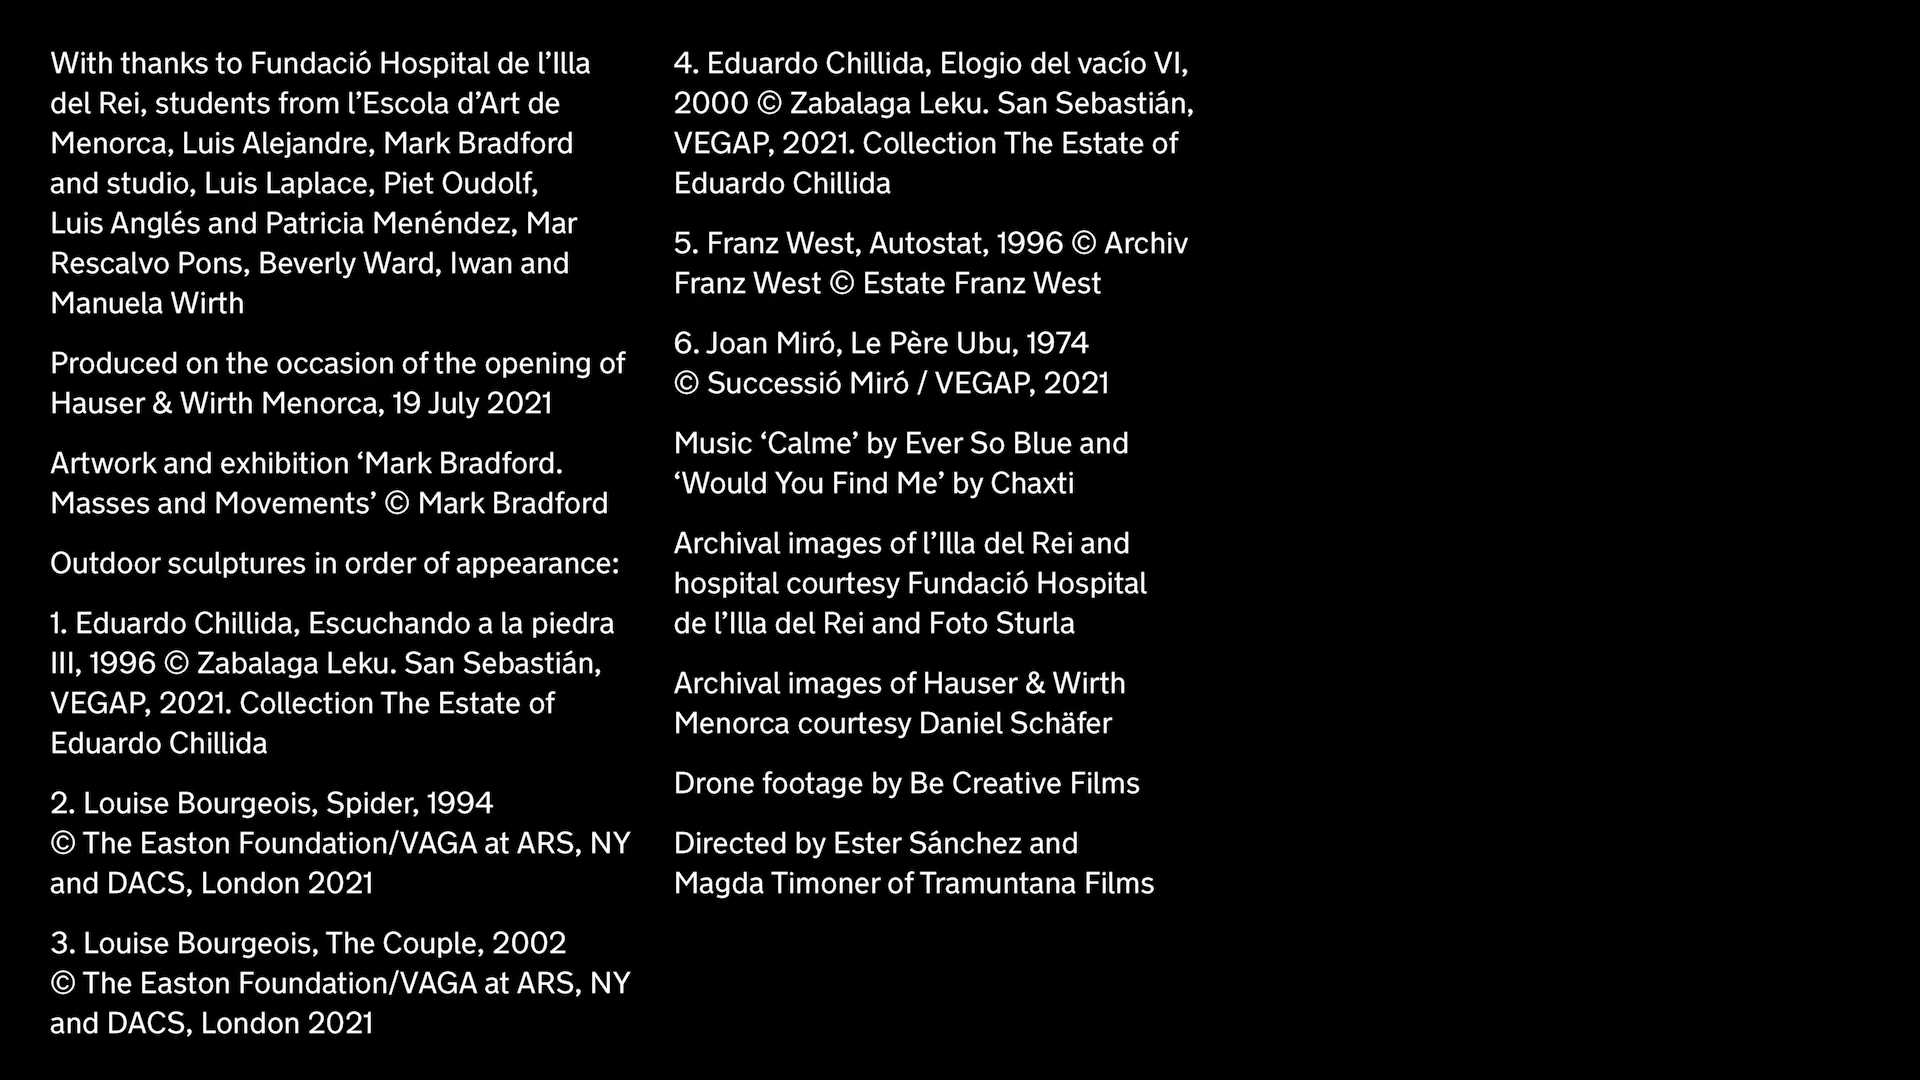 With thanks to Fundació Hospital de l’Illa
del Rei, students from l’Escola d’Art de
Menorca, Luis Alejandre, Mark Bradford
and studio, Luis Laplace, Piet Oudolf,
Luis Anglés and Patricia Menéndez, Mar
Rescalvo Pons, Beverly Ward, Iwan and
Manuela Wirth
Produced on the occasion of the opening of
Hauser & Wirth Menorca, 19 July 2021
Artwork and exhibition ‘Mark Bradford.
Masses and Movements’ © Mark Bradford
Outdoor sculptures in order of appearance:
1. Eduardo Chillida, Escuchando a la piedra
III, 1996 © Zabalaga Leku. San Sebastián,
VEGAP, 2021. Collection The Estate of
Eduardo Chillida
2. Louise Bourgeois, Spider, 1994
© The Easton Foundation/VAGA at ARS, NY
and DACS, London 2021
3. Louise Bourgeois, The Couple, 2002
© The Easton Foundation/VAGA at ARS, NY
and DACS, London 2021
4. Eduardo Chillida, Elogio del vacío VI,
2000 © Zabalaga Leku. San Sebastián,
VEGAP, 2021. Collection The Estate of
Eduardo Chillida
5. Franz West, Autostat, 1996 © Archiv
Franz West © Estate Franz West
6. Joan Miró, Le Père Ubu, 1974
© Successió Miró / VEGAP, 2021
Music ‘Calme’ by Ever So Blue and
‘Would You Find Me’ by Chaxti
Archival images of l’Illa del Rei and
hospital courtesy Fundació Hospital
de l’Illa del Rei and Foto Sturla
Archival images of Hauser & Wirth
Menorca courtesy Daniel Schäfer
Drone footage by Be Creative Films
Directed by Ester Sánchez and
Magda Timoner of Tramuntana Films